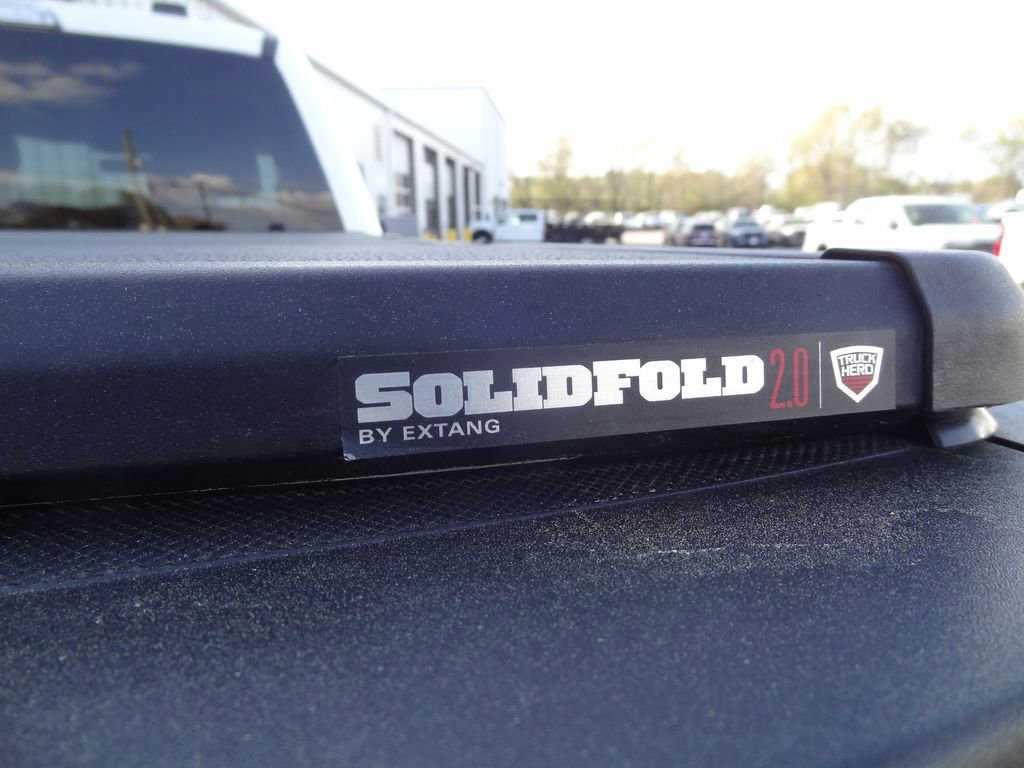 SOLIDFOLD 2.0
BY EXTANG
TRUCK
HERO